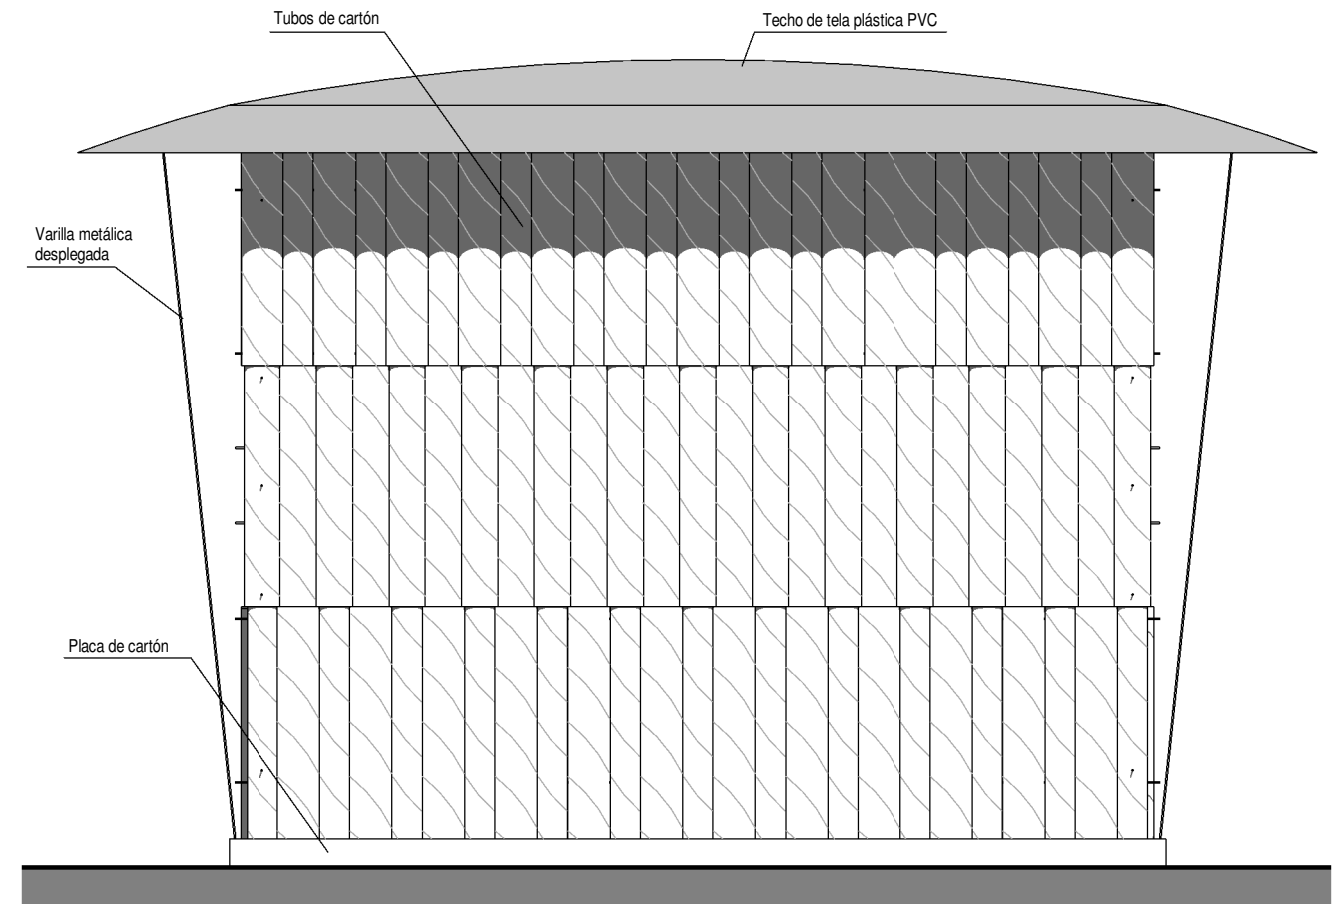 Tubos de cartón
Techo de tela plástica PVC
Varilla metálica
desplegada
Placa de cartón